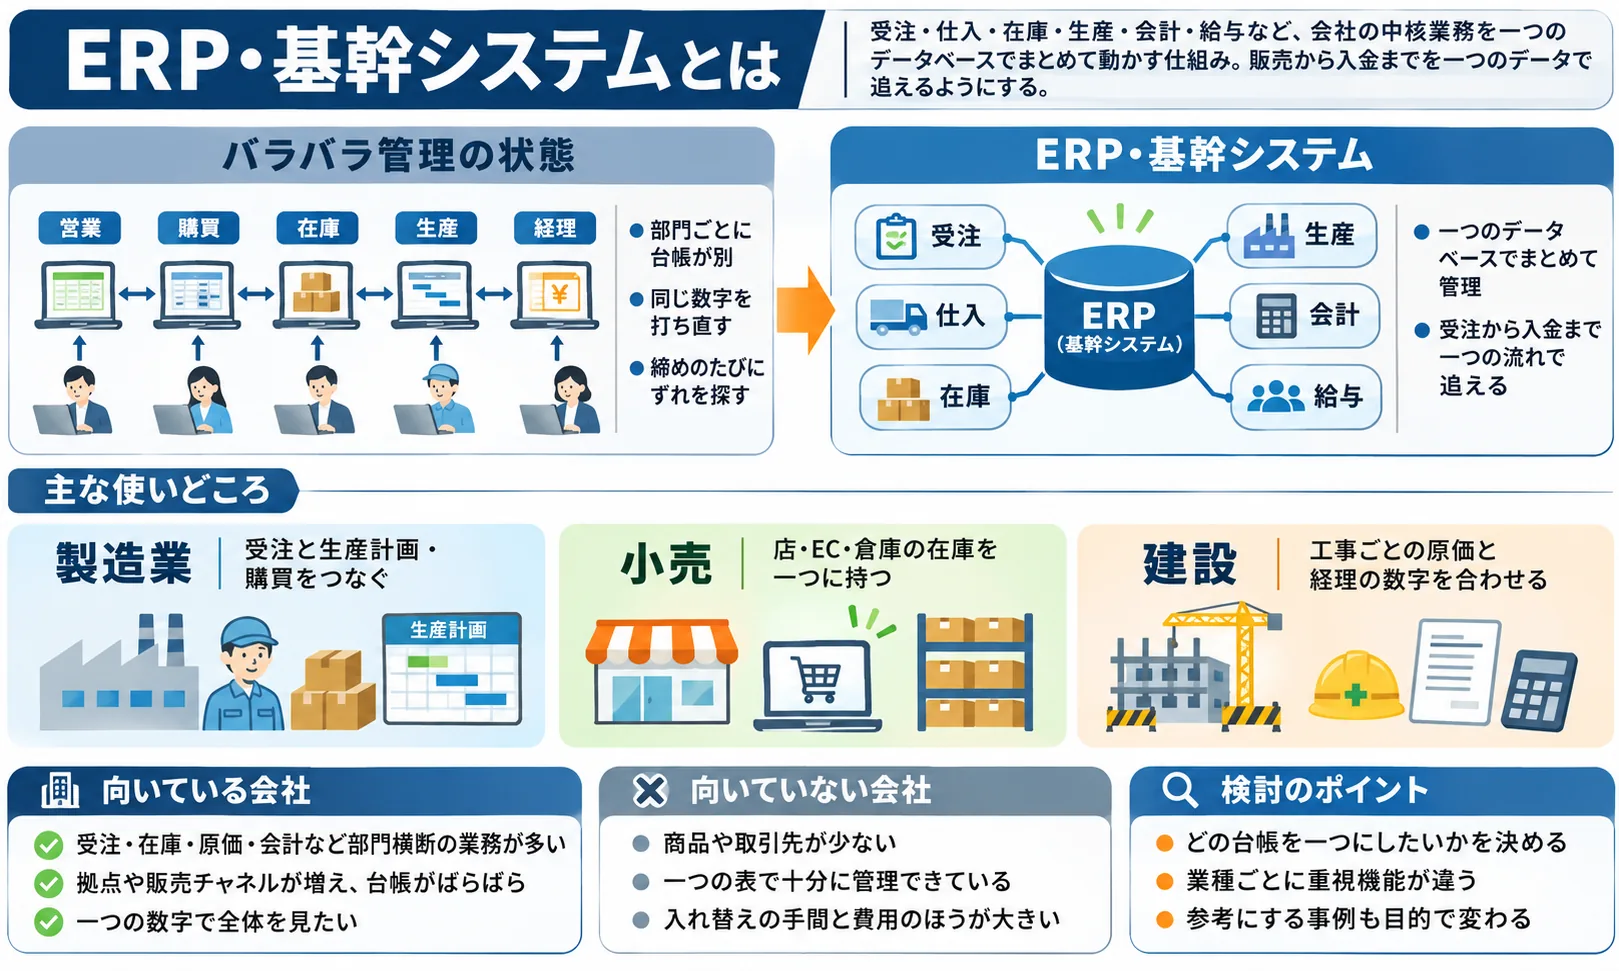 ERP・基幹システムとは
受注・仕入・在庫・生産・会計・給与など、会社の中核業務を一つの
データベースでまとめて動かす仕組み。販売から入金までを一つのデータで
追えるようにする。
バラバラ管理の状態
営業
購買
在庫
生産
経理
¥
部門ごとに
台帳が別
同じ数字を
打ち直す
締めのたびに
ずれを探す
ERP・基幹システム
受注
仕入
在庫
ERP
（基幹システム）
生産
会計
給与
一つのデータ
ベースでまとめて
管理
受注から入金まで
一つの流れで
追える
主な使いどころ
製造業
受注と生産計画・
購買をつなぐ
生産計画
小売
店・EC・倉庫の在庫を
一つに持つ
建設
工事ごとの原価と
経理の数字を合わせる
向いている会社
受注・在庫・原価・会計など部門横断の業務が多い
拠点や販売チャネルが増え、台帳がばらばら
一つの数字で全体を見たい
向いていない会社
商品や取引先が少ない
一つの表で十分に管理できている
入れ替えの手間と費用のほうが大きい
検討のポイント
どの台帳を一つにしたいかを決める
業種ごとに重視機能が違う
参考にする事例も目的で変わる